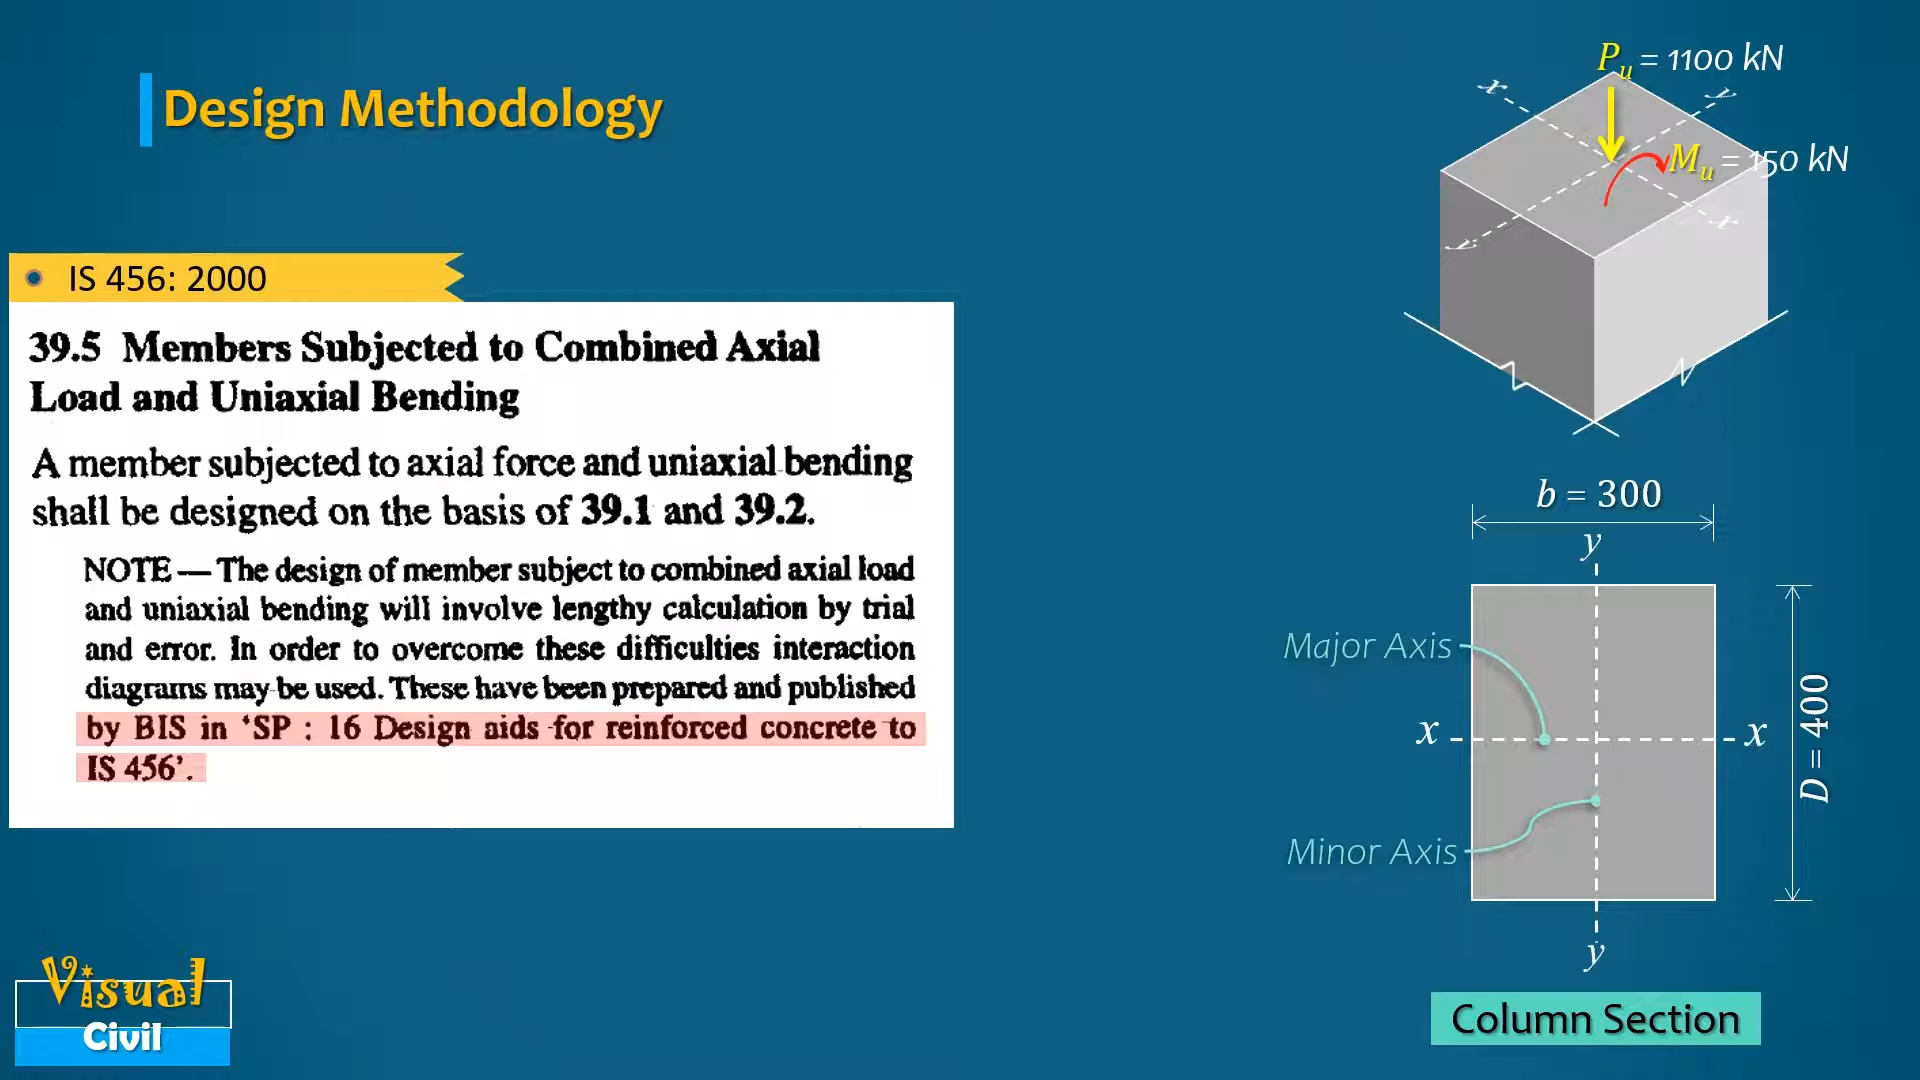 Design Methodology
IS 456: 2000
39.5 Members Subjected to Combined Axial
Load and Uniaxial Bending
A member subjected to axial force and uniaxial bending
shall be designed on the basis of 39.1 and 39.2.
NOTE — The design of member subject to combined axial load
and uniaxial bending will involve lengthy calculation by trial
and error. In order to overcome these difficulties interaction
diagrams may be used. These have been prepared and published
by BIS in ‘SP : 16 Design aids for reinforced concrete to
IS 456’.
Visual
Civil
P_u = 1100 kN
x
y
M_u = 150 kN
y
x
b = 300
y
Major Axis
x
x
D = 400
Minor Axis
y
Column Section